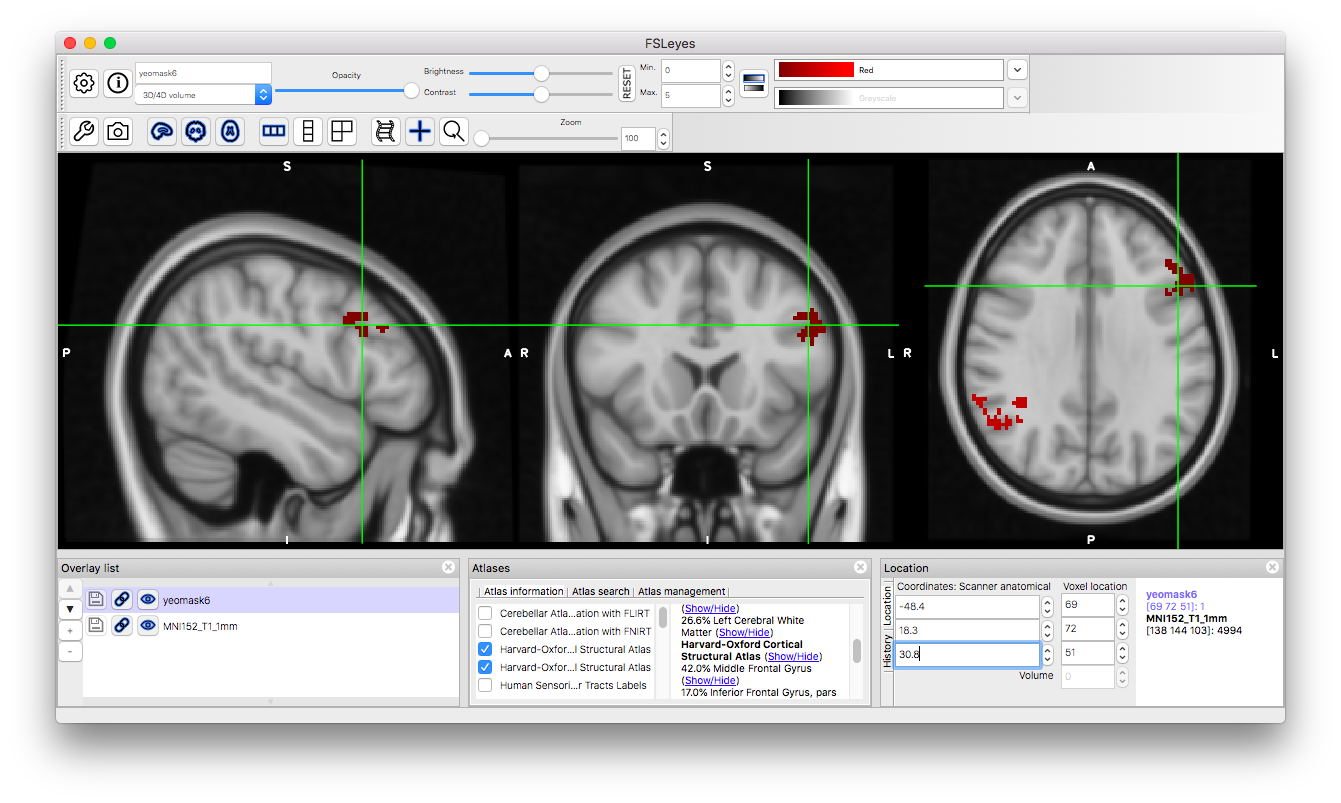 FSLeyes
yeomask6
3D/4D volume
Opacity
Brightness
Contrast
RESET
Min. 0
Max. 5
Red
Greyscale
Zoom
100
S
P
A
I
S
R
L
I
A
R
L
P
Overlay list
yeomask6
MNI152_T1_1mm
Atlases
Atlas information Atlas search Atlas management
Cerebellar Atla...ation with FLIRT
Cerebellar Atla...ation with FNIRT
Harvard-Oxfor...l Structural Atlas
Harvard-Oxfor...l Structural Atlas
Human Sensori...r Tracts Labels
(Show/Hide)
26.6% Left Cerebral White
Matter (Show/Hide)
Harvard-Oxford Cortical
Structural Atlas (Show/Hide)
42.0% Middle Frontal Gyrus
(Show/Hide)
17.0% Inferior Frontal Gyrus, pars
Location
Location
History
Coordinates: Scanner anatomical Voxel location
-48.4 69
18.3 72
30.8 51
Volume 0
yeomask6
[69 72 51]: 1
MNI152_T1_1mm
[138 144 103]: 4994